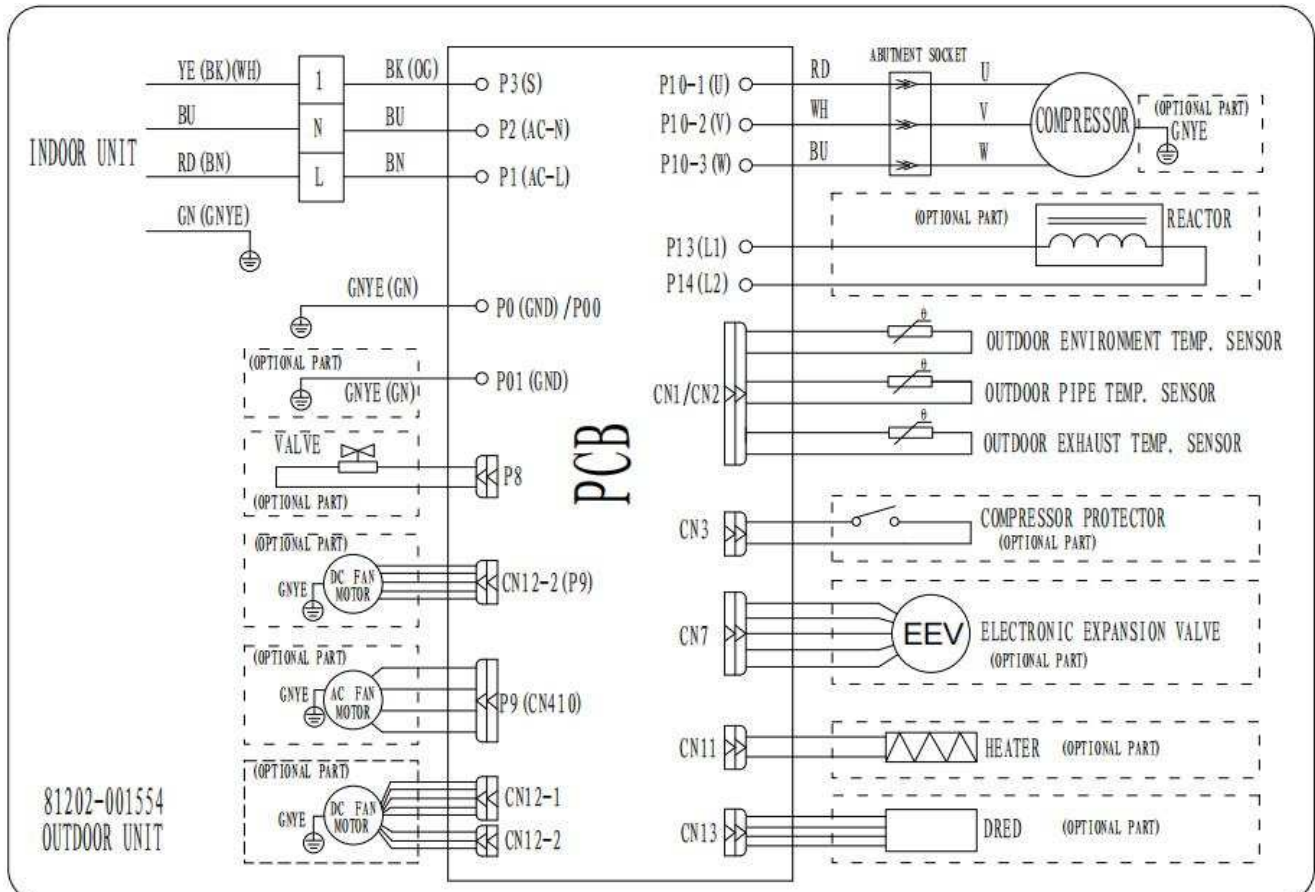 YE(BK)(WH)
1
BK(OG)
P3(S)
BU
N
BU
P2(AC-N)
INDOOR UNIT
RD(BN)
L
BN
P1(AC-L)
GN(GNYE)
GNYE(GN)
P0(GND)/P00
(OPTIONAL PART)
GNYE(GN)
P01(GND)
VALVE
P8
(OPTIONAL PART)
(OPTIONAL PART)
GNYE
DC FAN
MOTOR
CN12-2(P9)
(OPTIONAL PART)
GNYE
AC FAN
MOTOR
P9(CN410)
(OPTIONAL PART)
GNYE
DC FAN
MOTOR
CN12-1
CN12-2
81202-001554
OUTDOOR UNIT
PCB
ABUTMENT SOCKET
P10-1(U)
RD
U
P10-2(V)
WH
V
P10-3(W)
BU
W
COMPRESSOR
(OPTIONAL PART)
GNYE
(OPTIONAL PART)
REACTOR
P13(L1)
P14(L2)
CN1/CN2
θ
OUTDOOR ENVIRONMENT TEMP. SENSOR
θ
OUTDOOR PIPE TEMP. SENSOR
θ
OUTDOOR EXHAUST TEMP. SENSOR
CN3
COMPRESSOR PROTECTOR
(OPTIONAL PART)
CN7
EEV
ELECTRONIC EXPANSION VALVE
(OPTIONAL PART)
CN11
HEATER (OPTIONAL PART)
CN13
DRED (OPTIONAL PART)